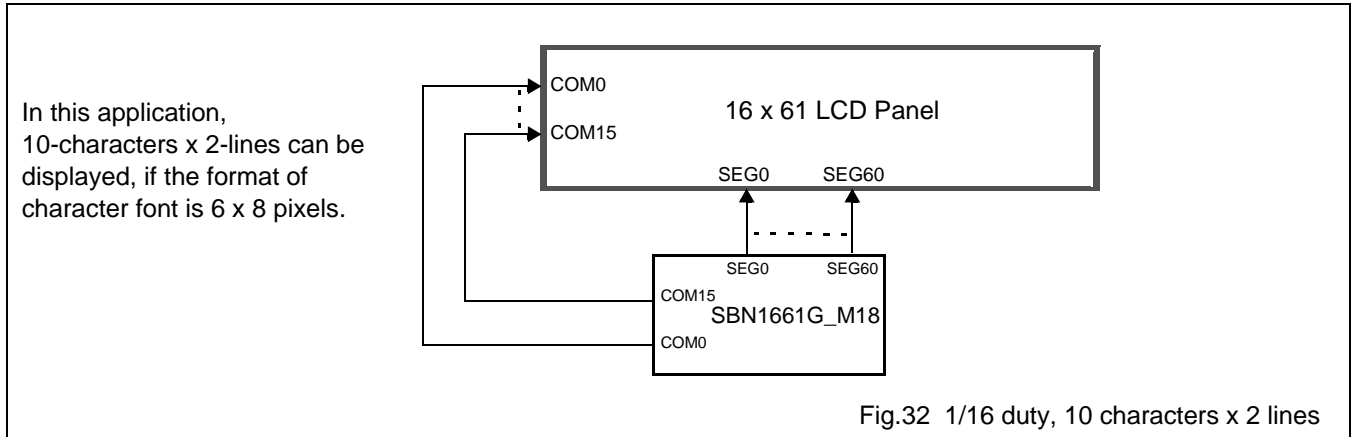 In this application,
10-characters x 2-lines can be
displayed, if the format of
character font is 6 x 8 pixels.
COM0
16 x 61 LCD Panel
COM15
SEG0 SEG60
SEG0 SEG60
COM15
SBN1661G_M18
COM0
Fig.32 1/16 duty, 10 characters x 2 lines